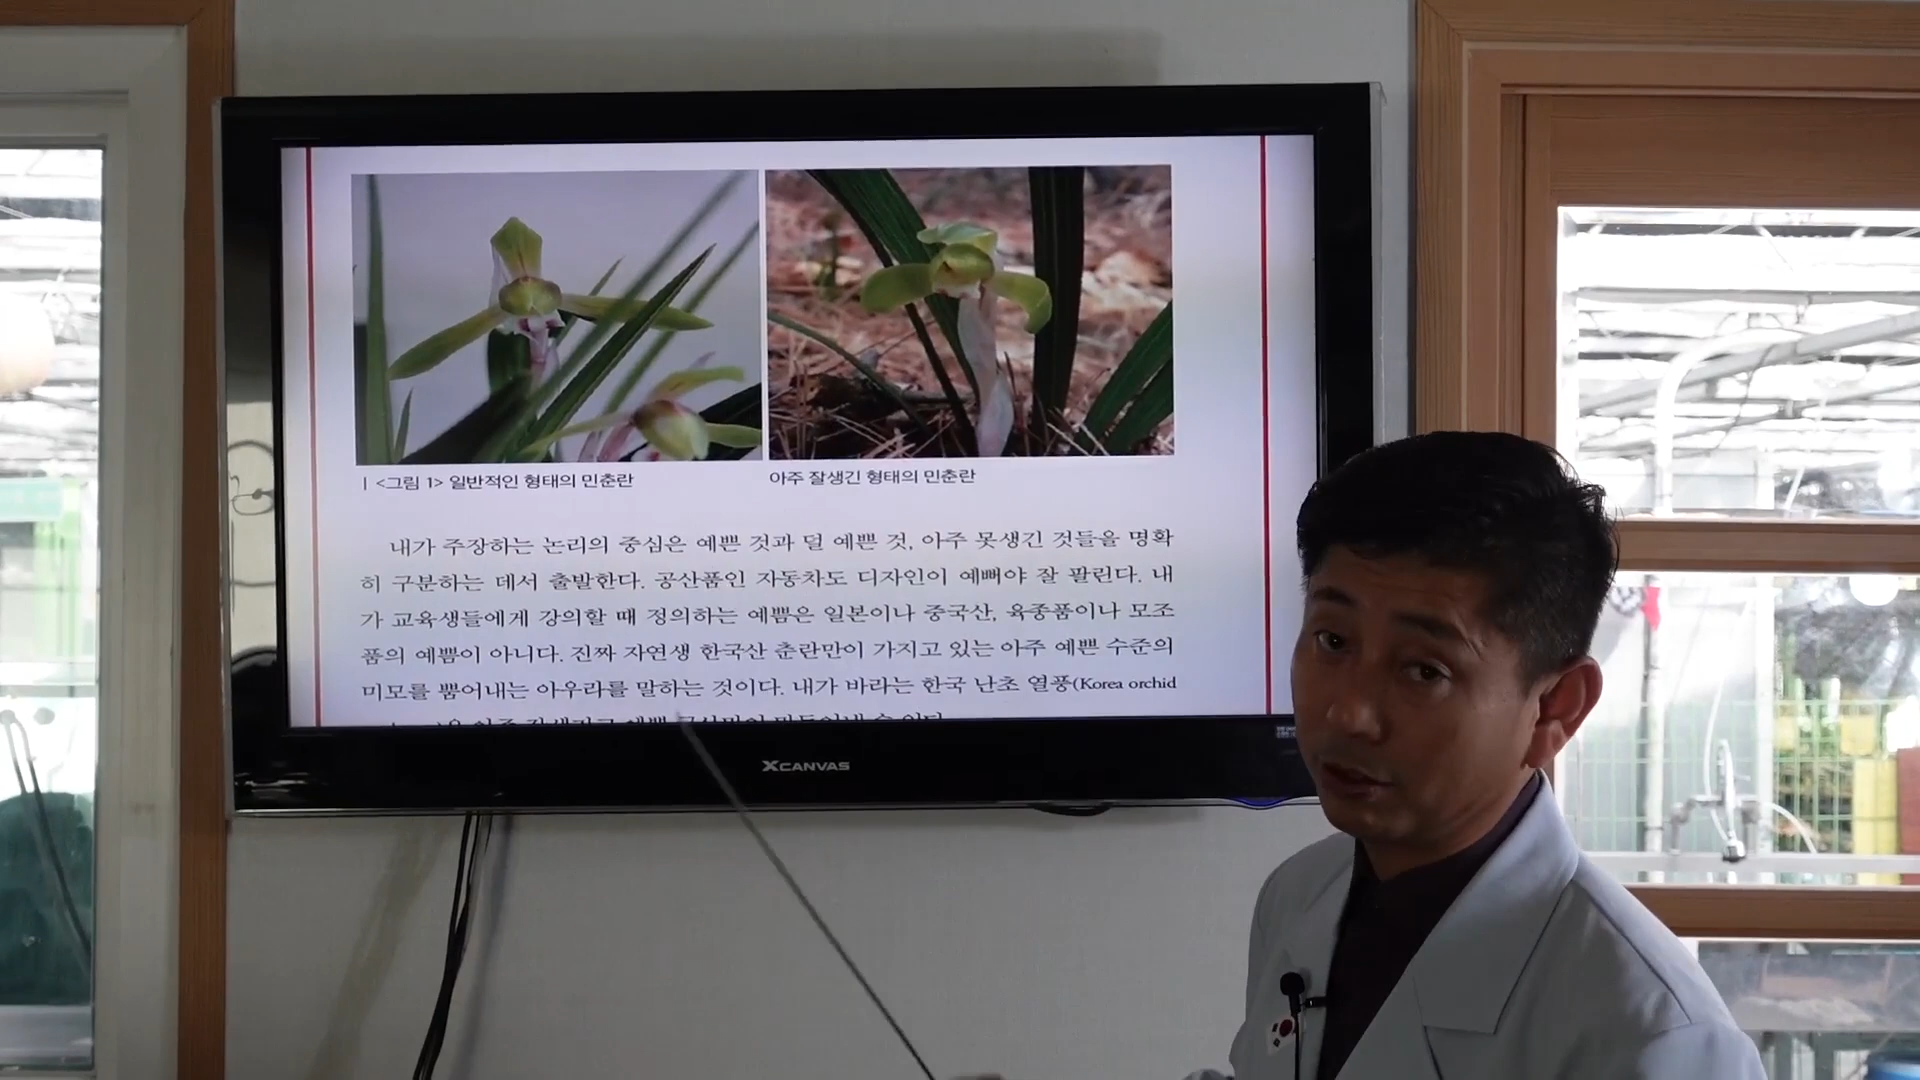 | <그림 1> 일반적인 형태의 민춘란
아주 잘생긴 형태의 민춘란
내가 주장하는 논리의 중심은 예쁜 것과 덜 예쁜 것, 아주 못생긴 것들을 명확
히 구분하는 데서 출발한다. 공산품인 자동차도 디자인이 예뻐야 잘 팔린다. 내
가 교육생들에게 강의할 때 정의하는 예쁨은 일본이나 중국산, 육종품이나 모조
품의 예쁨이 아니다. 진짜 자연생 한국산 춘란만이 가지고 있는 아주 예쁜 수준의
미모를 뿜어내는 아우라를 말하는 것이다. 내가 바라는 한국 난초 열풍(Korea orchid
XCANVAS